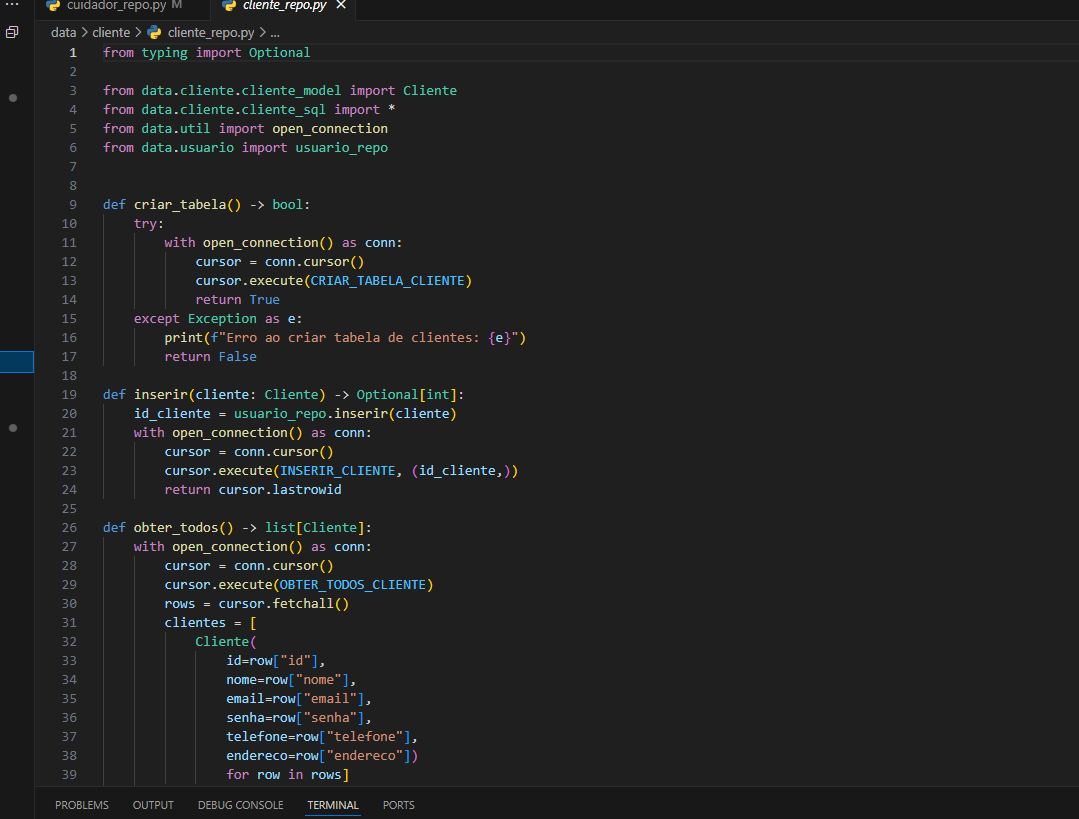 cuidador_repo.py M
cliente_repo.py
data > cliente > cliente_repo.py > ...
1 from typing import Optional
2
3 from data.cliente.cliente_model import Cliente
4 from data.cliente.cliente_sql import *
5 from data.util import open_connection
6 from data.usuario import usuario_repo
7
8
9 def criar_tabela() -> bool:
10     try:
11         with open_connection() as conn:
12             cursor = conn.cursor()
13             cursor.execute(CRIAR_TABELA_CLIENTE)
14             return True
15     except Exception as e:
16         print(f"Erro ao criar tabela de clientes: {e}")
17         return False
18
19 def inserir(cliente: Cliente) -> Optional[int]:
20     id_cliente = usuario_repo.inserir(cliente)
21     with open_connection() as conn:
22         cursor = conn.cursor()
23         cursor.execute(INSERIR_CLIENTE, (id_cliente,))
24         return cursor.lastrowid
25
26 def obter_todos() -> list[Cliente]:
27     with open_connection() as conn:
28         cursor = conn.cursor()
29         cursor.execute(OBTER_TODOS_CLIENTE)
30         rows = cursor.fetchall()
31         clientes = [
32             Cliente(
33                 id=row["id"],
34                 nome=row["nome"],
35                 email=row["email"],
36                 senha=row["senha"],
37                 telefone=row["telefone"],
38                 endereco=row["endereco"])
39                 for row in rows]
PROBLEMS OUTPUT DEBUG CONSOLE TERMINAL PORTS